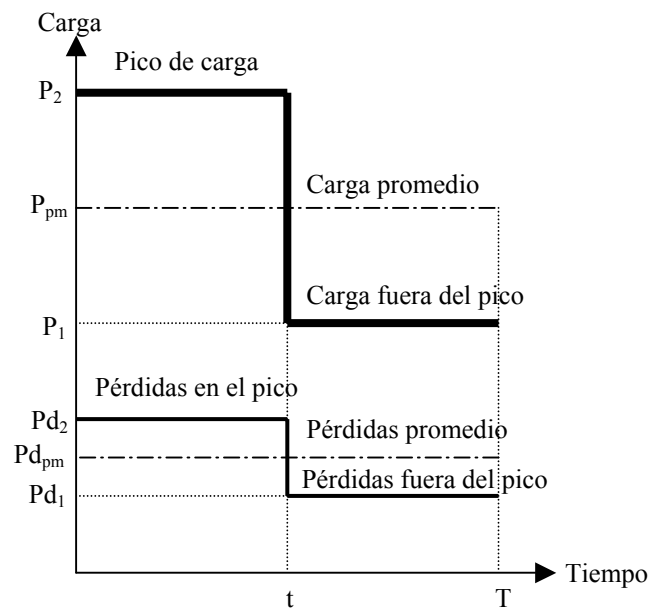 Carga
Pico de carga
P₂
Carga promedio
Pₚₘ
Carga fuera del pico
P₁
Pérdidas en el pico
Pd₂
Pérdidas promedio
Pdₚₘ
Pérdidas fuera del pico
Pd₁
Tiempo
t
T